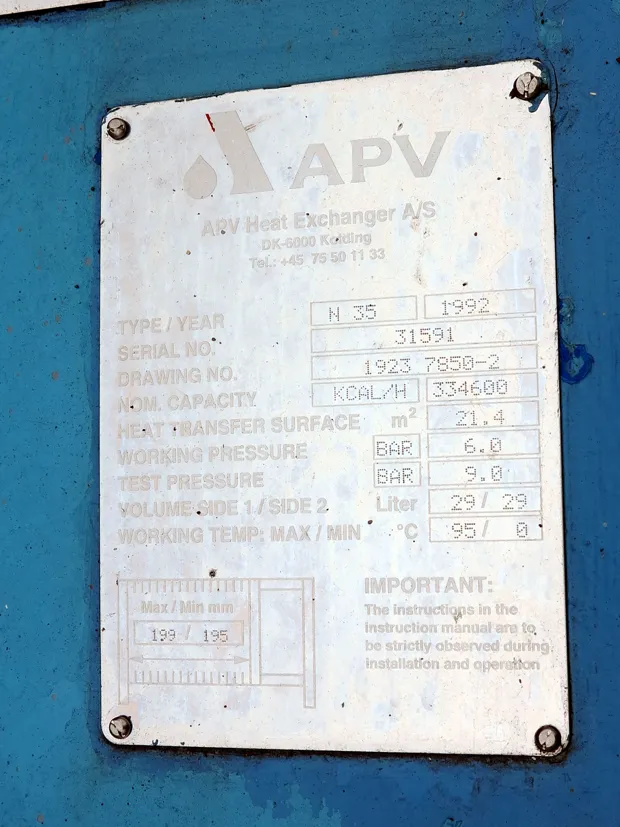 APV
APV Heat Exchanger A/S
DK-6000 Kolding
Tel.: +45 75 50 11 33
TYPE / YEAR N 35 1992
SERIAL NO. 31591
DRAWING NO. 1923 7850-2
NOM. CAPACITY KCAL/H 334600
HEAT TRANSFER SURFACE m² 21.4
WORKING PRESSURE BAR 6.0
TEST PRESSURE BAR 9.0
VOLUME SIDE 1 / SIDE 2 Liter 29 / 29
WORKING TEMP: MAX / MIN °C 95 / 0
Max / Min mm
199 / 195
IMPORTANT:
The instructions in the
instruction manual are to
be strictly observed during
installation and operation